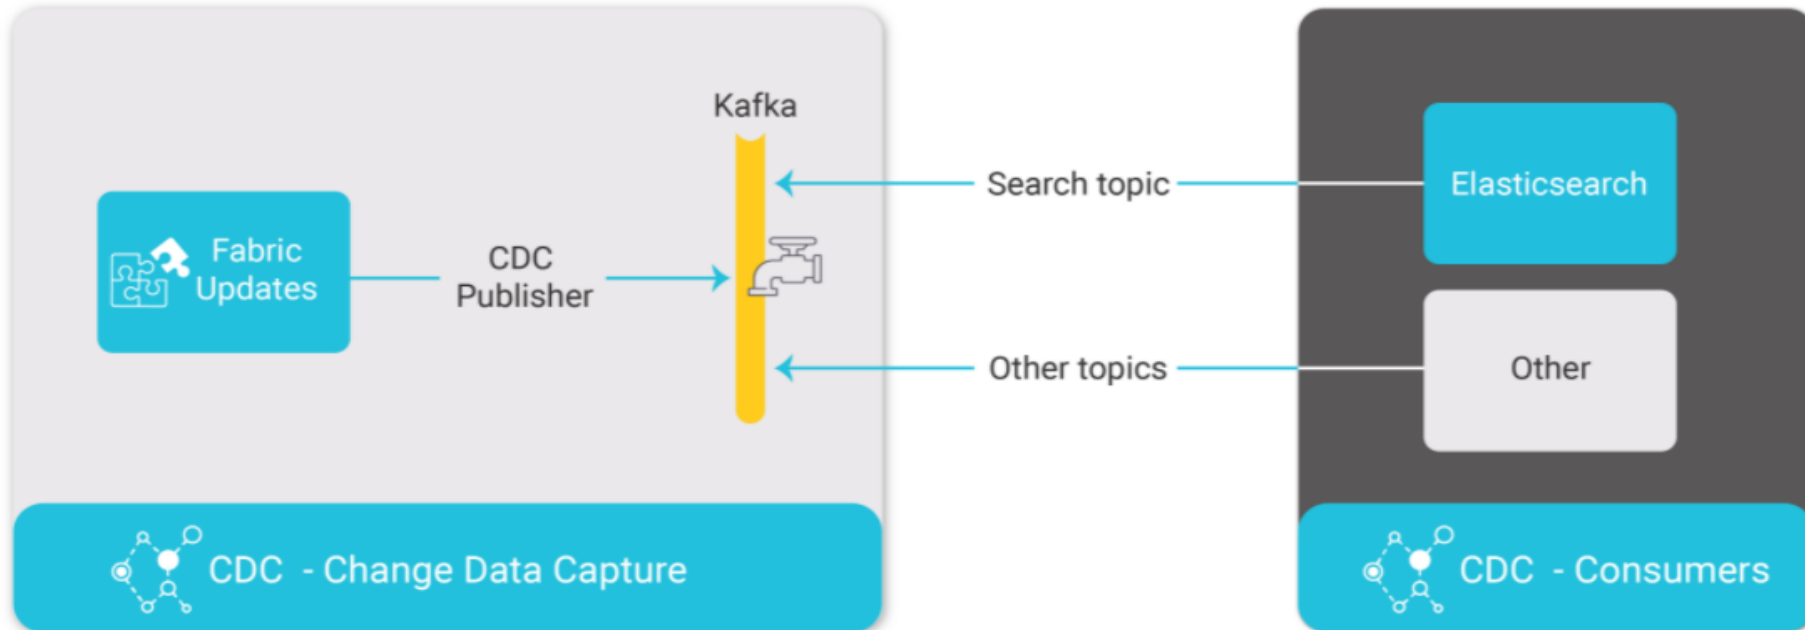 Kafka
Search topic
Elasticsearch
Fabric
Updates
CDC
Publisher
Other topics
Other
CDC - Change Data Capture
CDC - Consumers